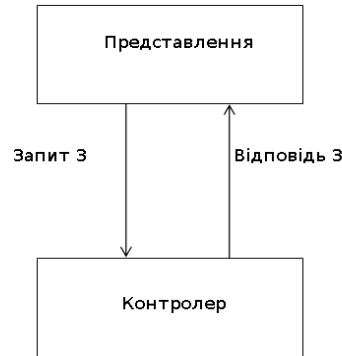 Представлення
Запит 3
Відповідь 3
Контролер